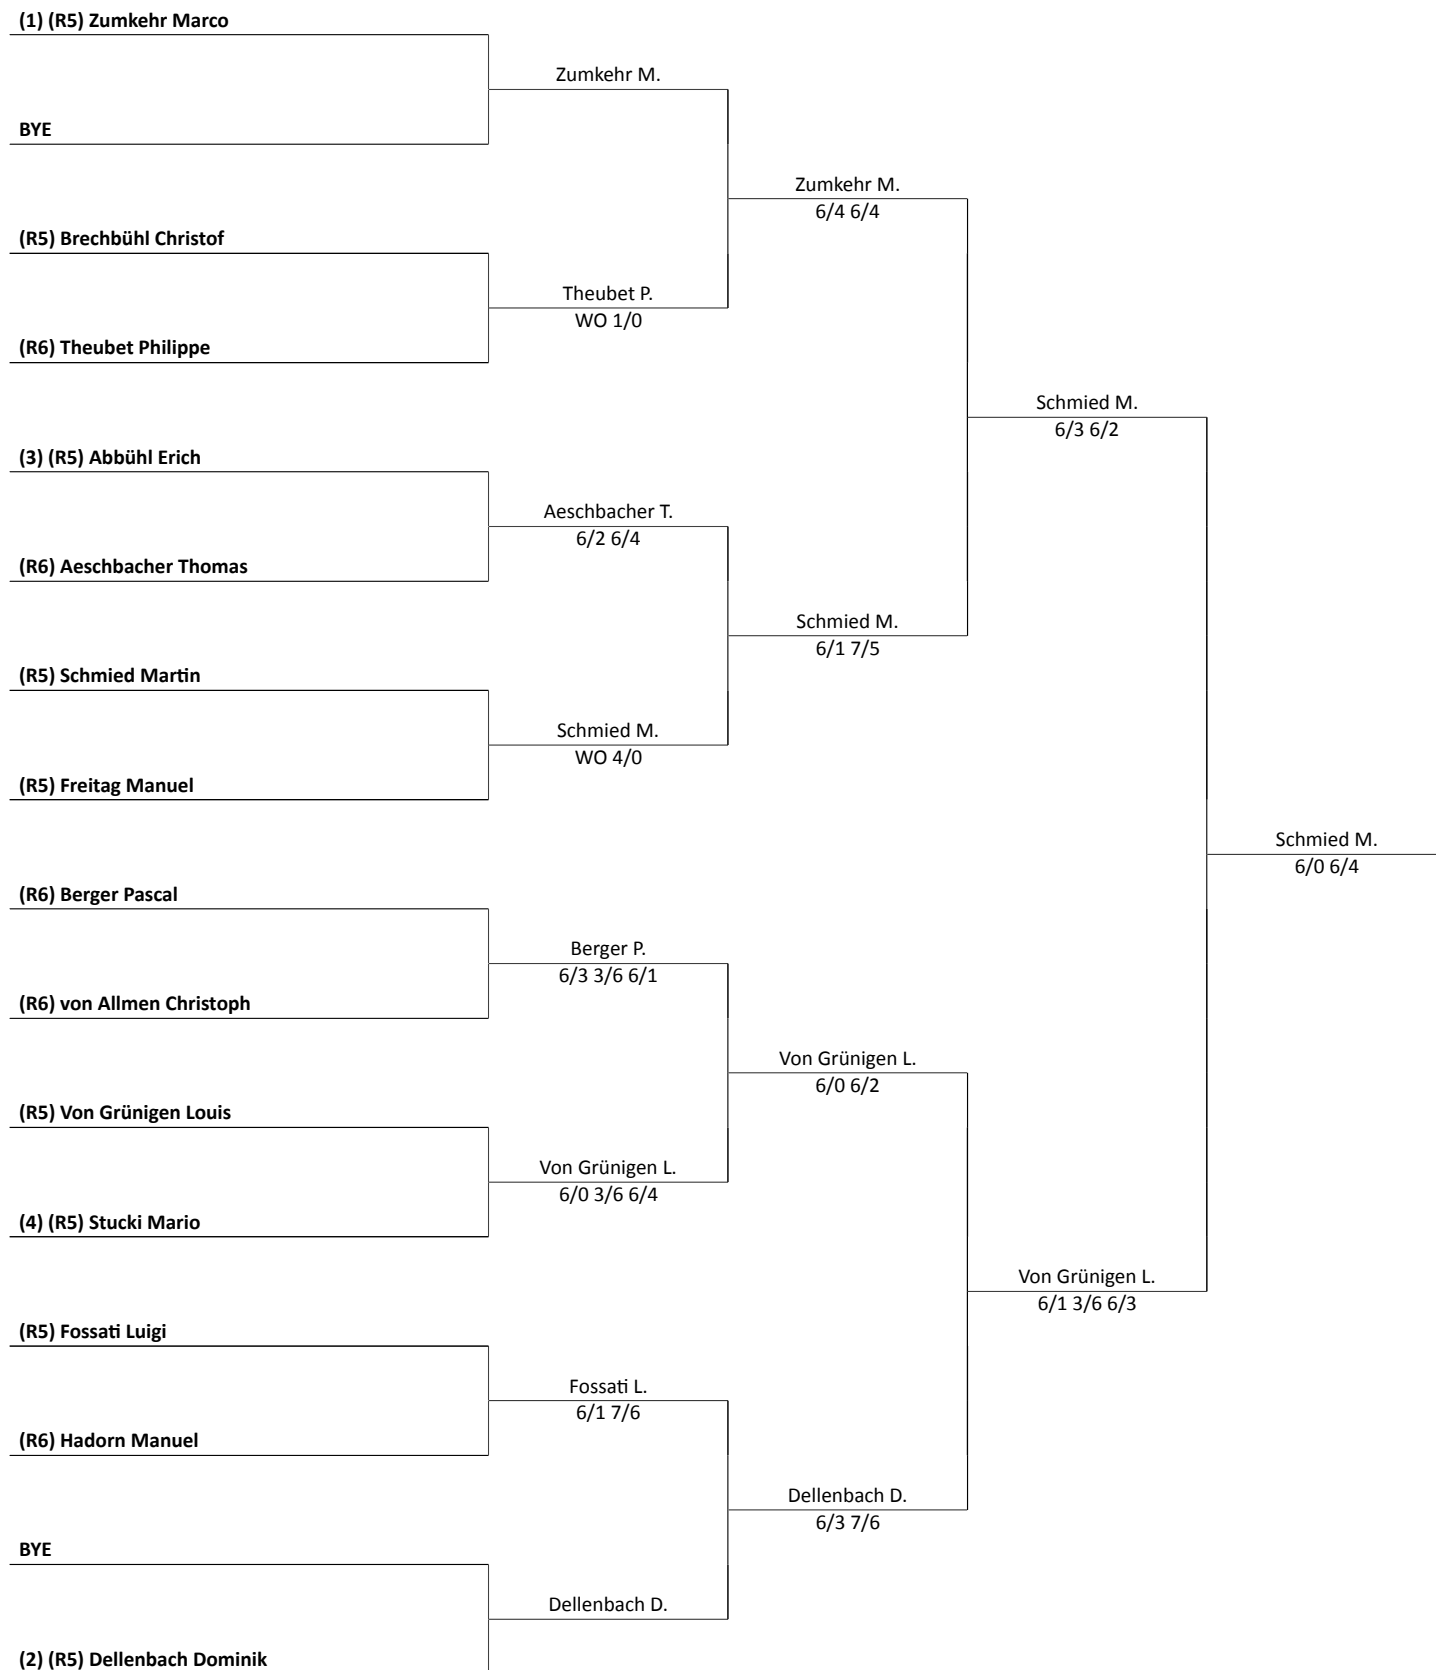 (1) (R5) Zumkehr Marco
Zumkehr M.
BYE
Zumkehr M.
6/4 6/4
(R5) Brechbühl Christof
Theubet P.
WO 1/0
(R6) Theubet Philippe
Schmied M.
6/3 6/2
(3) (R5) Abbühl Erich
Aeschbacher T.
6/2 6/4
(R6) Aeschbacher Thomas
Schmied M.
6/1 7/5
(R5) Schmied Martin
Schmied M.
WO 4/0
(R5) Freitag Manuel
Schmied M.
6/0 6/4
(R6) Berger Pascal
Berger P.
6/3 3/6 6/1
(R6) von Allmen Christoph
Von Grünigen L.
6/0 6/2
(R5) Von Grünigen Louis
Von Grünigen L.
6/0 3/6 6/4
(4) (R5) Stucki Mario
Von Grünigen L.
6/1 3/6 6/3
(R5) Fossati Luigi
Fossati L.
6/1 7/6
(R6) Hadorn Manuel
Dellenbach D.
6/3 7/6
BYE
Dellenbach D.
(2) (R5) Dellenbach Dominik